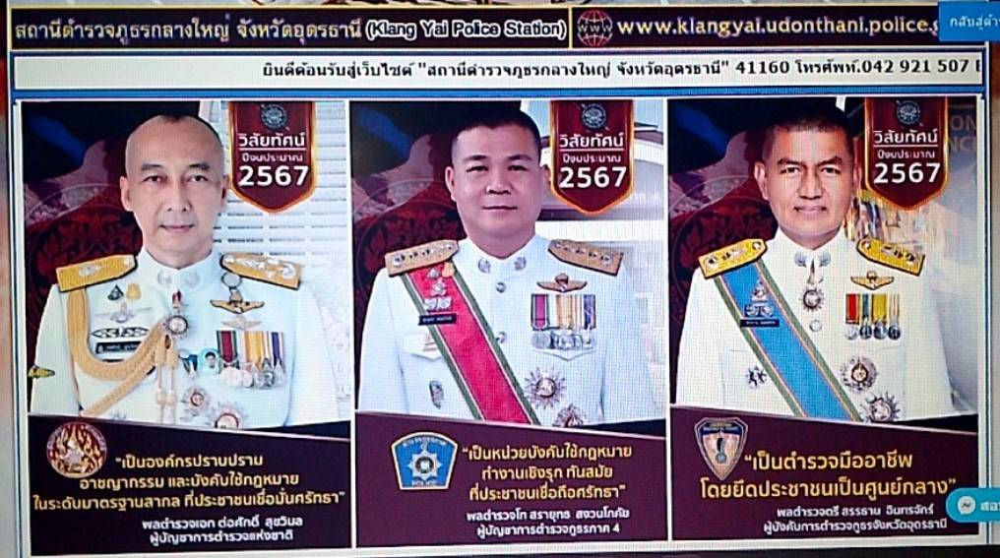 สถานีตำรวจภูธรกลางใหญ่ จังหวัดอุดรธานี (Klang Yai Police Station)
www.klangyai.udonthani.police.g
กลับสู่ด้า
ยินดีต้อนรับสู่เว็บไซต์ "สถานีตำรวจภูธรกลางใหญ่ จังหวัดอุดรธานี" 41160 โทรศัพท์.042 921 507
วิสัยทัศน์
ปีงบประมาณ
2567
"เป็นองค์กรปราบปราม
อาชญากรรม และบังคับใช้กฎหมาย
ในระดับมาตรฐานสากล ที่ประชาชนเชื่อมั่นศรัทธา"
พลตำรวจเอก ต่อศักดิ์ สุขวิมล
ผู้บัญชาการตำรวจแห่งชาติ
วิสัยทัศน์
ปีงบประมาณ
2567
POLICE
"เป็นหน่วยบังคับใช้กฎหมาย
ทำงานเชิงรุก ทันสมัย
ที่ประชาชนเชื่อถือศรัทธา"
พลตำรวจโท สรายุทธ สงวนโภคัย
ผู้บัญชาการตำรวจภูธรภาค 4
วิสัยทัศน์
ปีงบประมาณ
2567
"เป็นตำรวจมืออาชีพ
โดยยึดประชาชนเป็นศูนย์กลาง"
พลตำรวจตรี สรรธาน อินทรจักร์
ผู้บังคับการตำรวจภูธรจังหวัดอุดรธานี